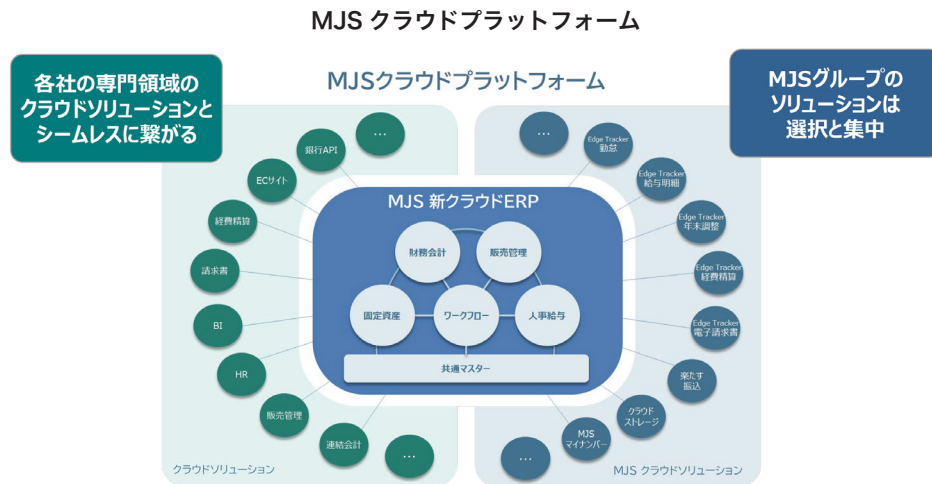 MJS クラウドプラットフォーム
各社の専門領域の
クラウドソリューションと
シームレスに繋がる
MJSクラウドプラットフォーム
MJSグループの
ソリューションは
選択と集中
…
銀行API
ECサイト
経費精算
請求書
BI
HR
販売管理
連結会計
…
クラウドソリューション
MJS 新クラウドERP
財務会計
販売管理
固定資産
ワークフロー
人事給与
共通マスター
…
Edge Tracker
勤怠
Edge Tracker
給与明細
Edge Tracker
年末調整
Edge Tracker
経費精算
Edge Tracker
電子請求書
楽たす
振込
クラウド
ストレージ
MJS
マイナンバー
…
MJS クラウドソリューション